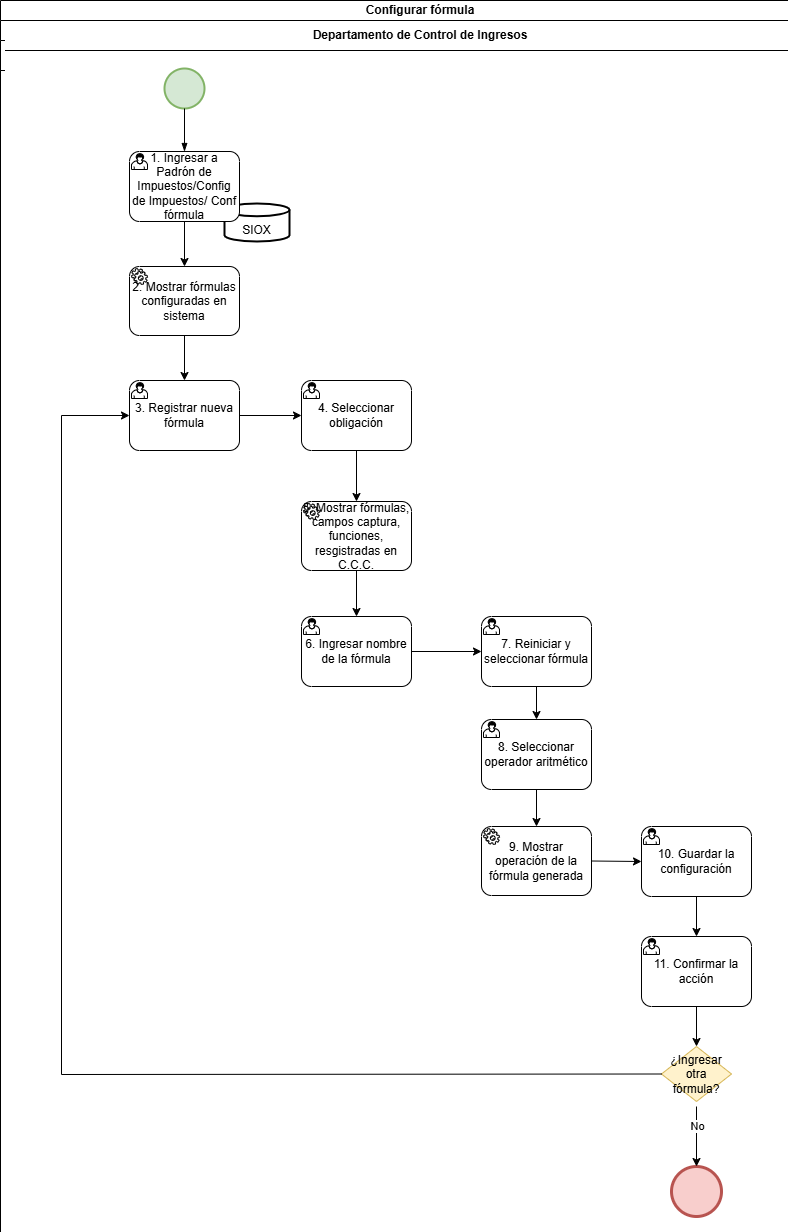 Configurar fórmula
Departamento de Control de Ingresos
1. Ingresar a
Padrón de
Impuestos/Config
de Impuestos/ Conf
fórmula
SIOX
2. Mostrar fórmulas
configuradas en
sistema
3. Registrar nueva
fórmula
4. Seleccionar
obligación
5. Mostrar fórmulas,
campos captura,
funciones,
resgistradas en
C.C.C.
6. Ingresar nombre
de la fórmula
7. Reiniciar y
seleccionar fórmula
8. Seleccionar
operador aritmético
9. Mostrar
operación de la
fórmula generada
10. Guardar la
configuración
11. Confirmar la
acción
¿Ingresar
otra
fórmula?
No